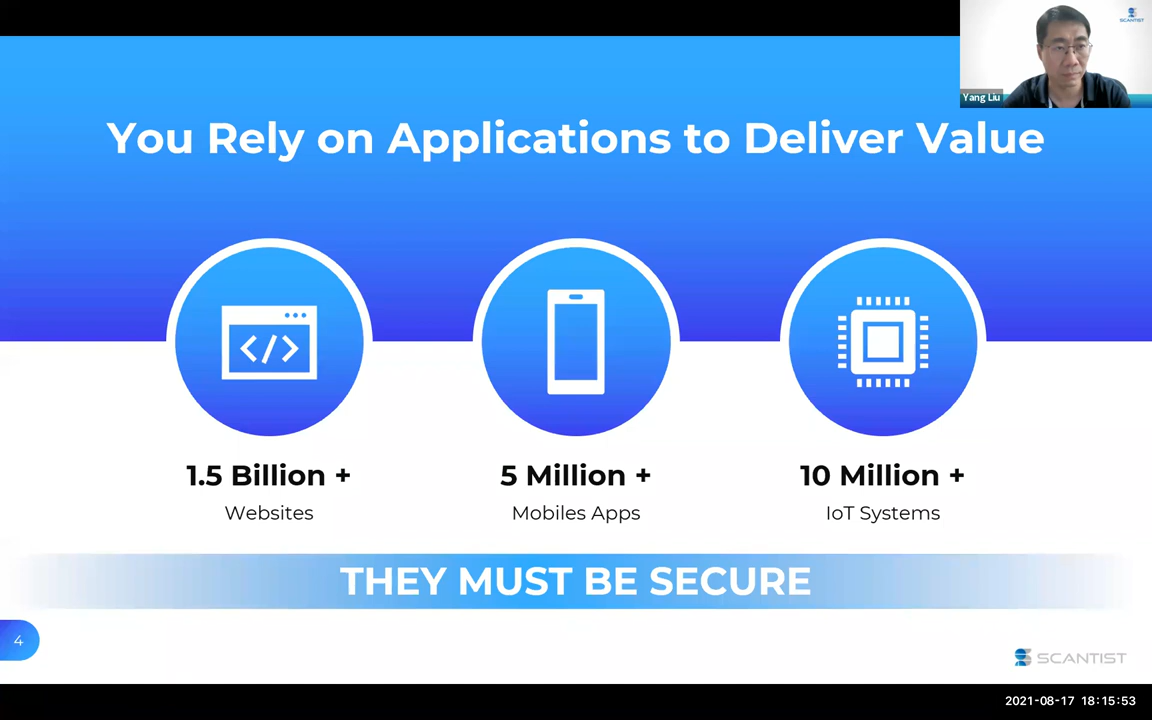 SCANTIST
Yang Liu
You Rely on Applications to Deliver Value
</>
1.5 Billion +
Websites
5 Million +
Mobiles Apps
10 Million +
IoT Systems
THEY MUST BE SECURE
4
SCANTIST
2021-08-17 18:15:53